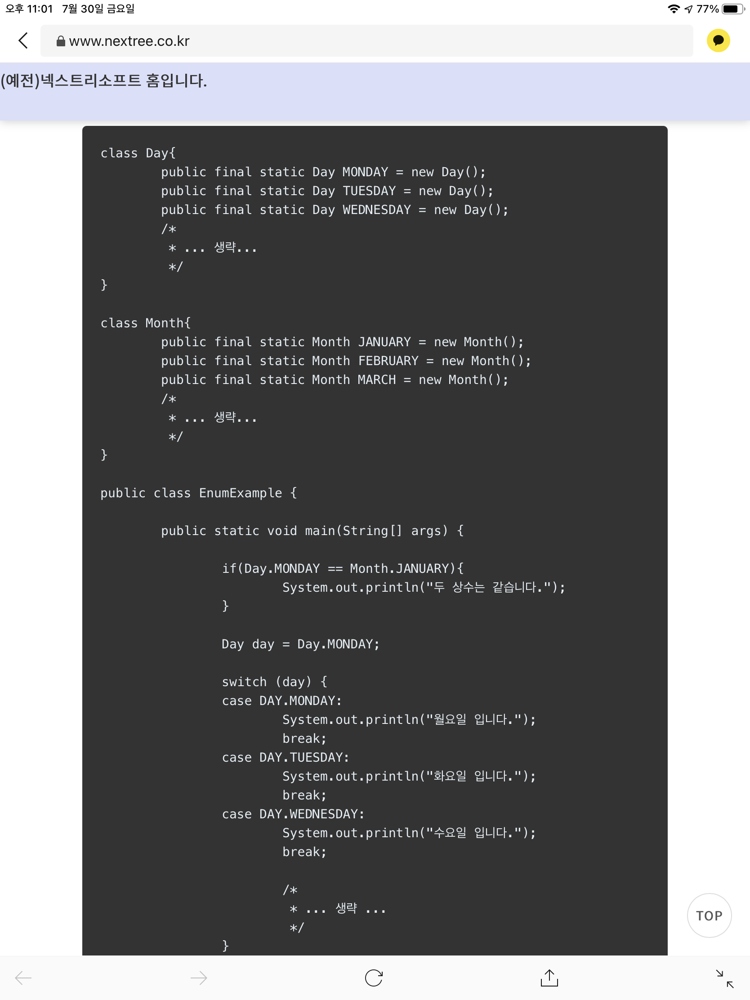 오후 11:01 7월 30일 금요일 77%
www.nextree.co.kr
(예전)넥스트리소프트 홈입니다.
class Day{
        public final static Day MONDAY = new Day();
        public final static Day TUESDAY = new Day();
        public final static Day WEDNESDAY = new Day();
        /*
         * ... 생략...
         */
}
class Month{
        public final static Month JANUARY = new Month();
        public final static Month FEBRUARY = new Month();
        public final static Month MARCH = new Month();
        /*
         * ... 생략...
         */
}
public class EnumExample {
        public static void main(String[] args) {
                if(Day.MONDAY == Month.JANUARY){
                        System.out.println("두 상수는 같습니다.");
                }
                Day day = Day.MONDAY;
                switch (day) {
                case DAY.MONDAY:
                        System.out.println("월요일 입니다.");
                        break;
                case DAY.TUESDAY:
                        System.out.println("화요일 입니다.");
                        break;
                case DAY.WEDNESDAY:
                        System.out.println("수요일 입니다.");
                        break;
                        /*
                         * ... 생략 ...
                         */
                }
TOP